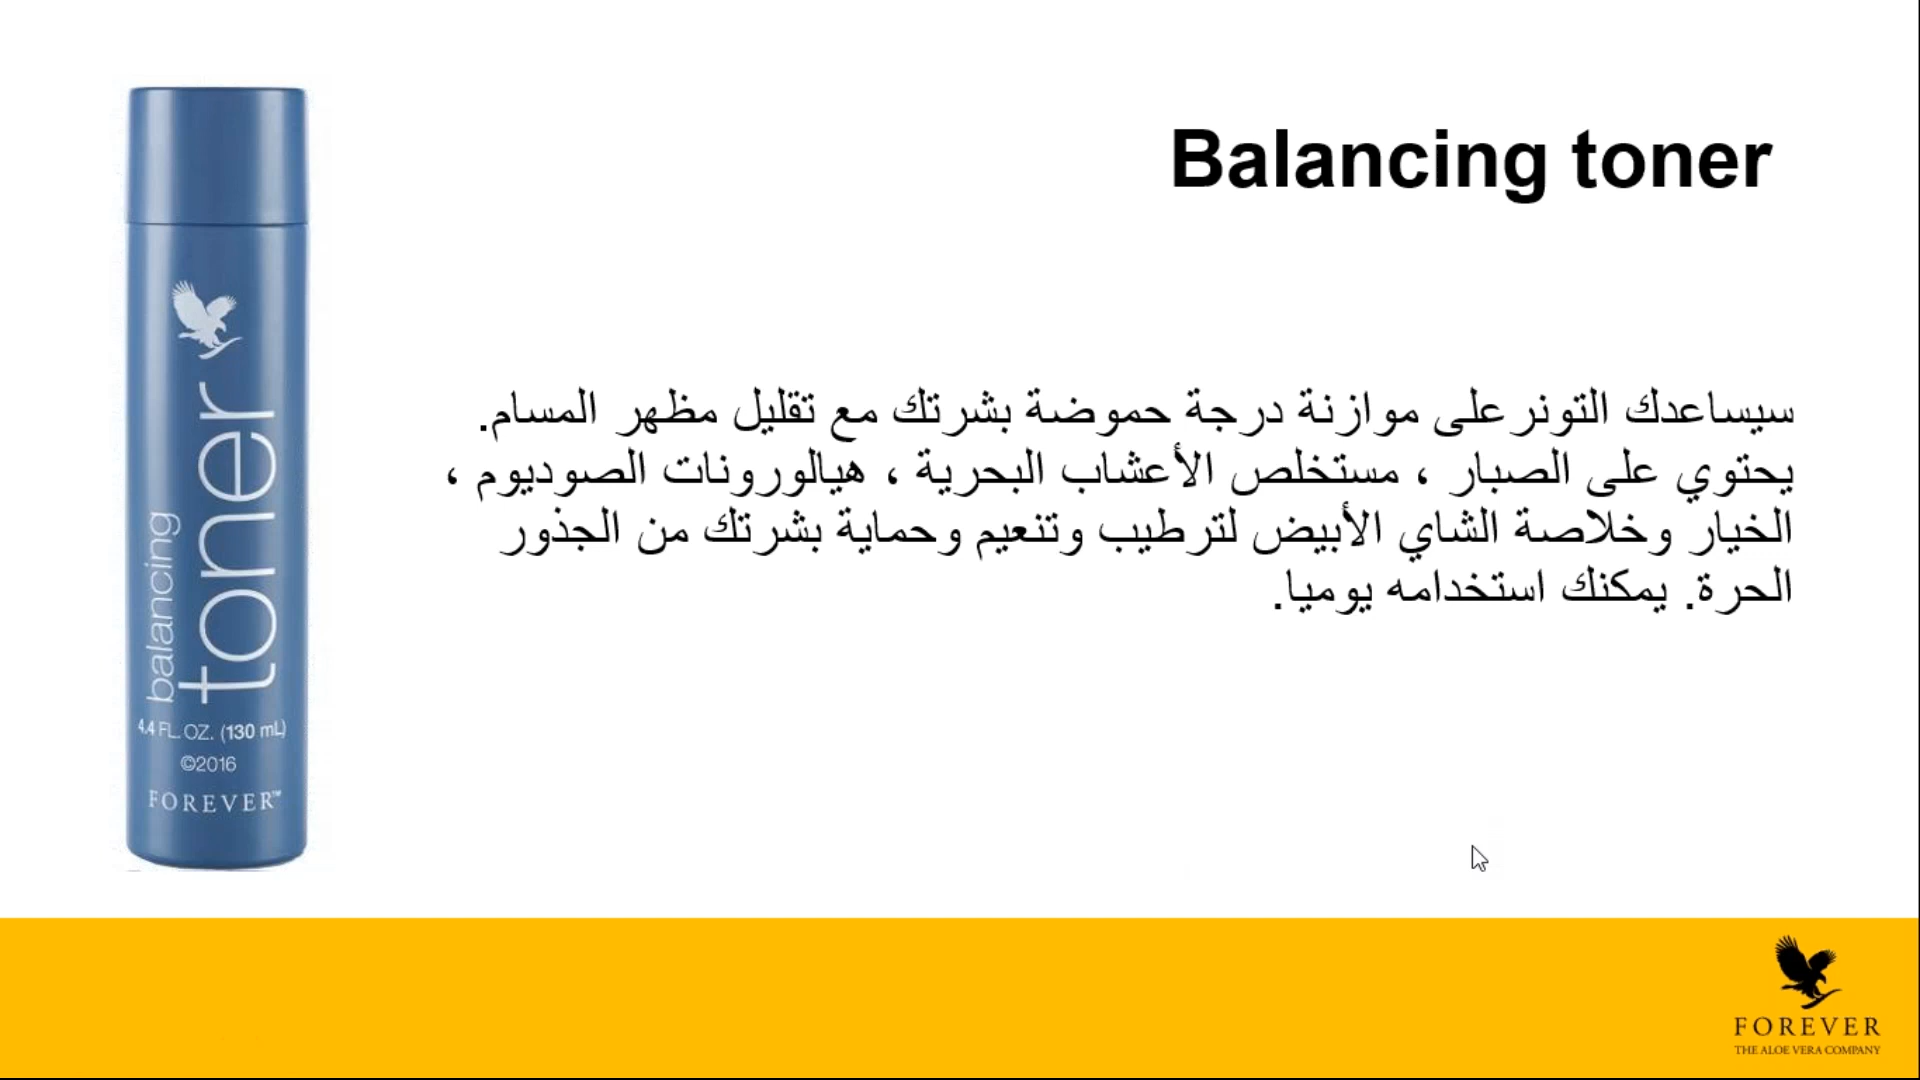 Balancing toner
سيساعدك التونرعلى موازنة درجة حموضة بشرتك مع تقليل مظهر المسام.
يحتوي على الصبار ، مستخلص الأعشاب البحرية ، هيالورونات الصوديوم ،
الخيار وخلاصة الشاي الأبيض لترطيب وتنعيم وحماية بشرتك من الجذور
الحرة. يمكنك استخدامه يوميا.
balancing
toner
4.4 FL. OZ. (130 mL)
©2016
FOREVER™
FOREVER
THE ALOE VERA COMPANY